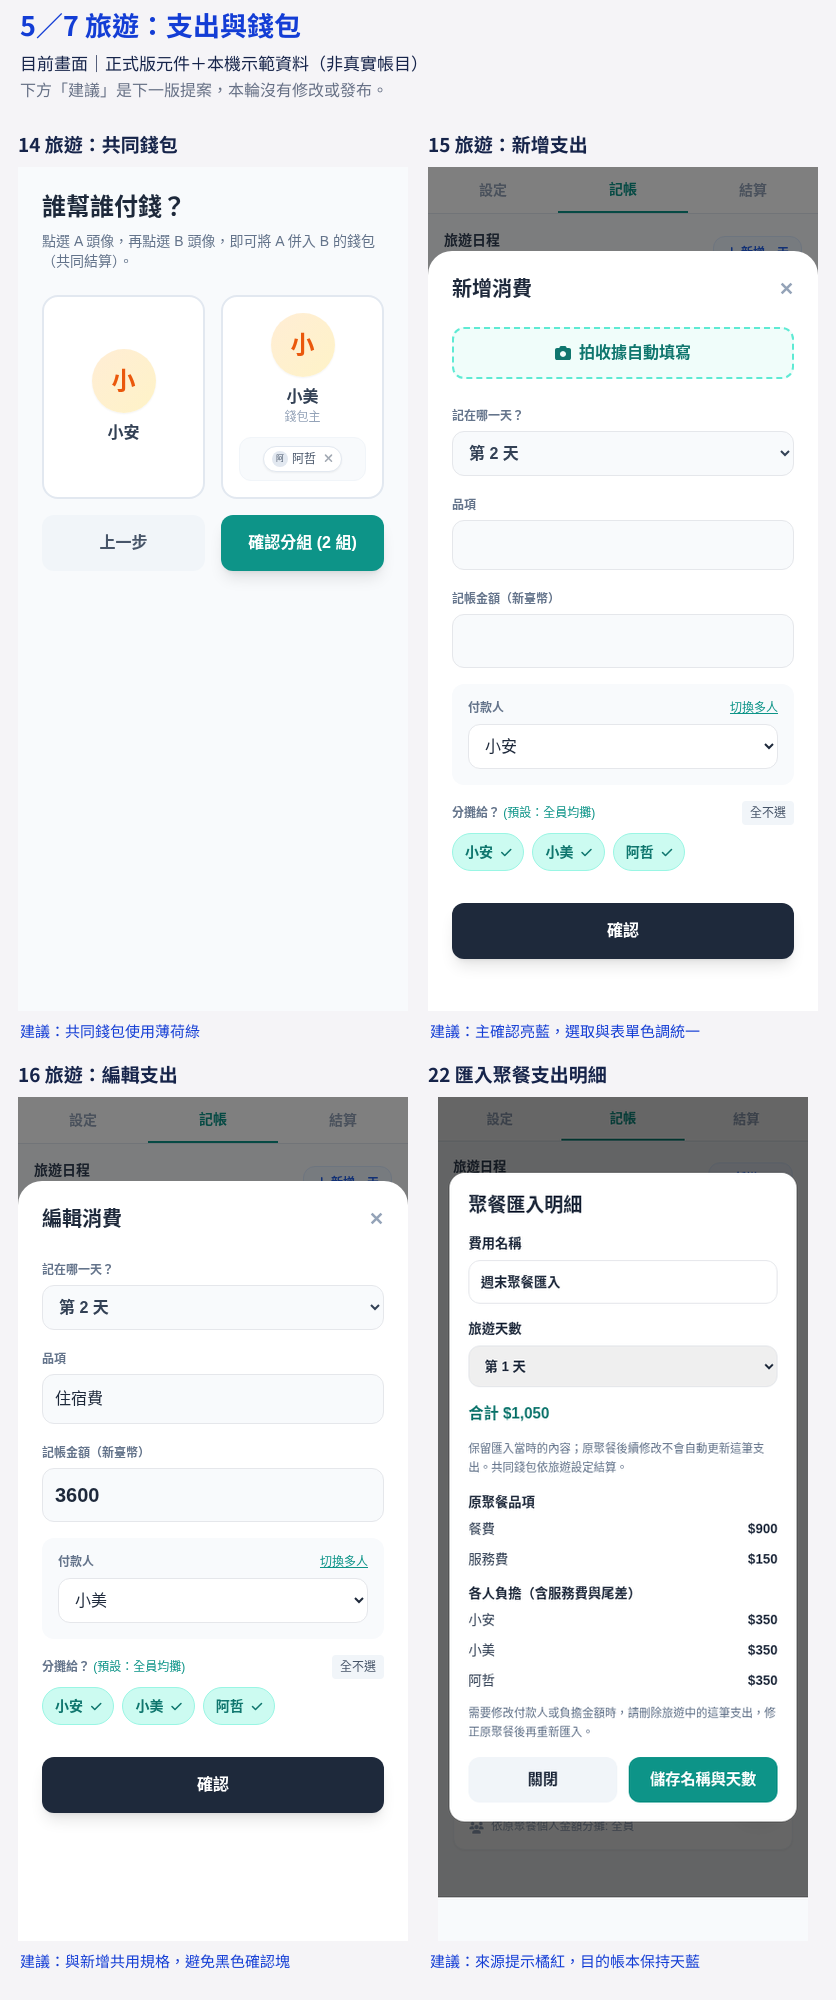 5／7 旅遊：支出與錢包
目前畫面｜正式版元件＋本機示範資料（非真實帳目）
下方「建議」是下一版提案，本輪沒有修改或發布。
14 旅遊：共同錢包
誰幫誰付錢？
點選 A 頭像，再點選 B 頭像，即可將 A 併入 B 的錢包
（共同結算）。
小
小安
小
小美
錢包主
阿 阿哲 ×
上一步
確認分組 (2 組)
建議：共同錢包使用薄荷綠
15 旅遊：新增支出
設定 記帳 結算
旅遊日程
新增消費 ×
拍收據自動填寫
記在哪一天？
第 2 天
品項
記帳金額（新臺幣）
付款人 切換多人
小安
分攤給？ (預設：全員均攤) 全不選
小安 小美 阿哲
確認
建議：主確認亮藍，選取與表單色調統一
16 旅遊：編輯支出
設定 記帳 結算
旅遊日程
編輯消費 ×
記在哪一天？
第 2 天
品項
住宿費
記帳金額（新臺幣）
3600
付款人 切換多人
小美
分攤給？ (預設：全員均攤) 全不選
小安 小美 阿哲
確認
建議：與新增共用規格，避免黑色確認塊
22 匯入聚餐支出明細
設定 記帳 結算
旅遊日程
聚餐匯入明細
費用名稱
週末聚餐匯入
旅遊天數
第 1 天
合計 $1,050
保留匯入當時的內容；原聚餐後續修改不會自動更新這筆支
出。共同錢包依旅遊設定結算。
原聚餐品項
餐費 $900
服務費 $150
各人負擔（含服務費與尾差）
小安 $350
小美 $350
阿哲 $350
需要修改付款人或負擔金額時，請刪除旅遊中的這筆支出，修
正原聚餐後再重新匯入。
關閉
儲存名稱與天數
依原聚餐個人金額分攤: 全員
建議：來源提示橘紅，目的帳本保持天藍